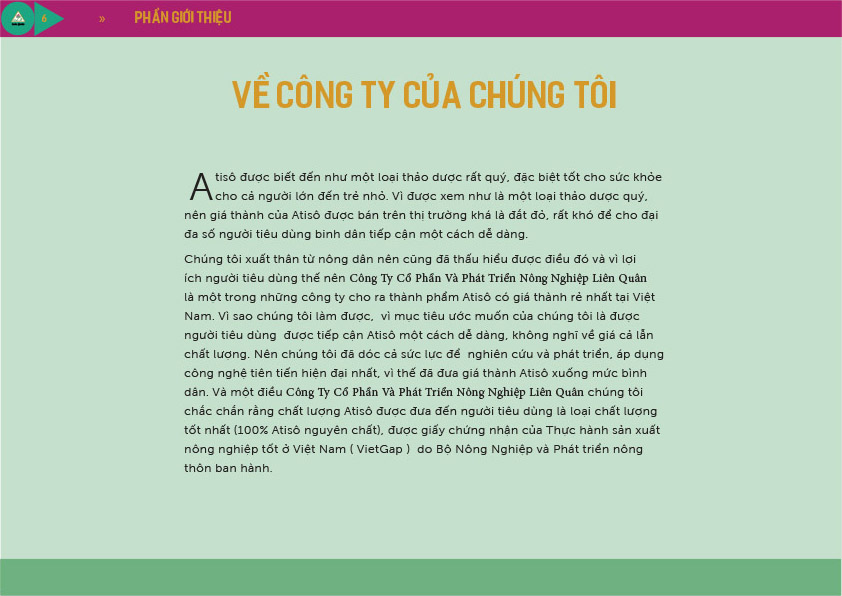 6
»
PHẦN GIỚI THIỆU
VỀ CÔNG TY CỦA CHÚNG TÔI
Atisô được biết đến như một loại thảo dược rất quý, đặc biệt tốt cho sức khỏe
cho cả người lớn đến trẻ nhỏ. Vì được xem như là một loại thảo dược quý,
nên giá thành của Atisô được bán trên thị trường khá là đắt đỏ, rất khó để cho đại
đa số người tiêu dùng binh dân tiếp cận một cách dễ dàng.
Chúng tôi xuất thân từ nông dân nên cũng đã thấu hiểu được điều đó và vì lợi
ích người tiêu dùng thế nên Công Ty Cổ Phần Và Phát Triển Nông Nghiệp Liên Quân
là một trong những công ty cho ra thành phẩm Atisô có giá thành rẻ nhất tại Việt
Nam. Vì sao chúng tôi làm được,  vì mục tiêu ước muốn của chúng tôi là được
người tiêu dùng  được tiếp cận Atisô một cách dễ dàng, không nghĩ về giá cả lẫn
chất lượng. Nên chúng tôi đã dóc cả sức lực để  nghiên cứu và phát triển, áp dụng
công nghệ tiên tiến hiện đại nhất, vì thế đã đưa giá thành Atisô xuống mức bình
dân. Và một điều Công Ty Cổ Phần Và Phát Triển Nông Nghiệp Liên Quân chúng tôi
chắc chắn rằng chất lượng Atisô được đưa đến người tiêu dùng là loại chất lượng
tốt nhất (100% Atisô nguyên chất), được giấy chứng nhận của Thực hành sản xuất
nông nghiệp tốt ở Việt Nam ( VietGap )  do Bộ Nông Nghiệp và Phát triển nông
thôn ban hành.